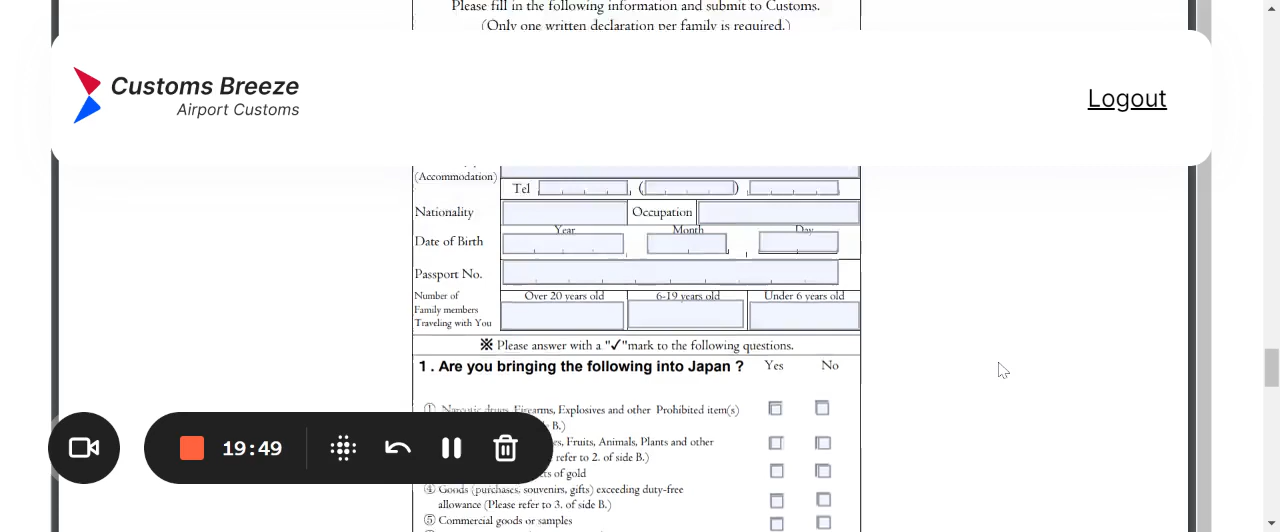 Please fill in the following information and submit to Customs.
(Only one written declaration per family is required.)
Customs Breeze
Airport Customs
Logout
(Accommodation)
Tel ( )
Nationality Occupation
Year Month Day
Date of Birth
Passport No.
Number of
Family members
Traveling with You
Over 20 years old 6-19 years old Under 6 years old
※ Please answer with a "✓"mark to the following questions.
1 . Are you bringing the following into Japan ? Yes No
① Narcotic drugs, Firearms, Explosives and other Prohibited item(s)
B.)
Fruits, Animals, Plants and other
refer to 2. of side B.)
of gold
④ Goods (purchases, souvenirs, gifts) exceeding duty-free
allowance (Please refer to 3. of side B.)
⑤ Commercial goods or samples
19:49